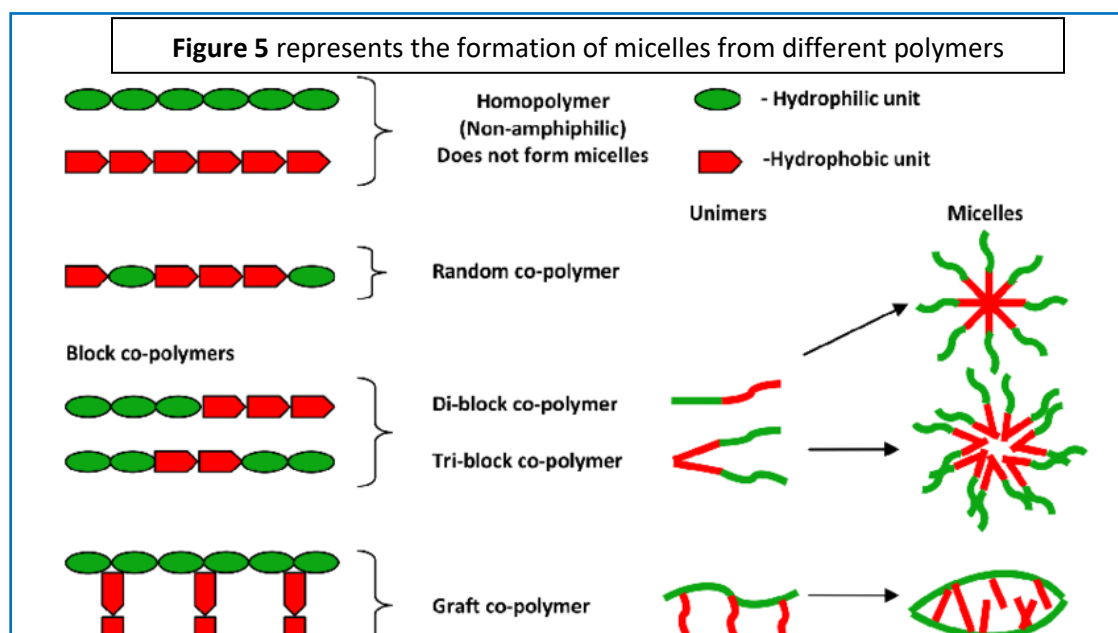 Figure 5 represents the formation of micelles from different polymers
Homopolymer
(Non-amphiphilic)
Does not form micelles
- Hydrophilic unit
-Hydrophobic unit
Unimers
Micelles
Random co-polymer
Block co-polymers
Di-block co-polymer
Tri-block co-polymer
Graft co-polymer